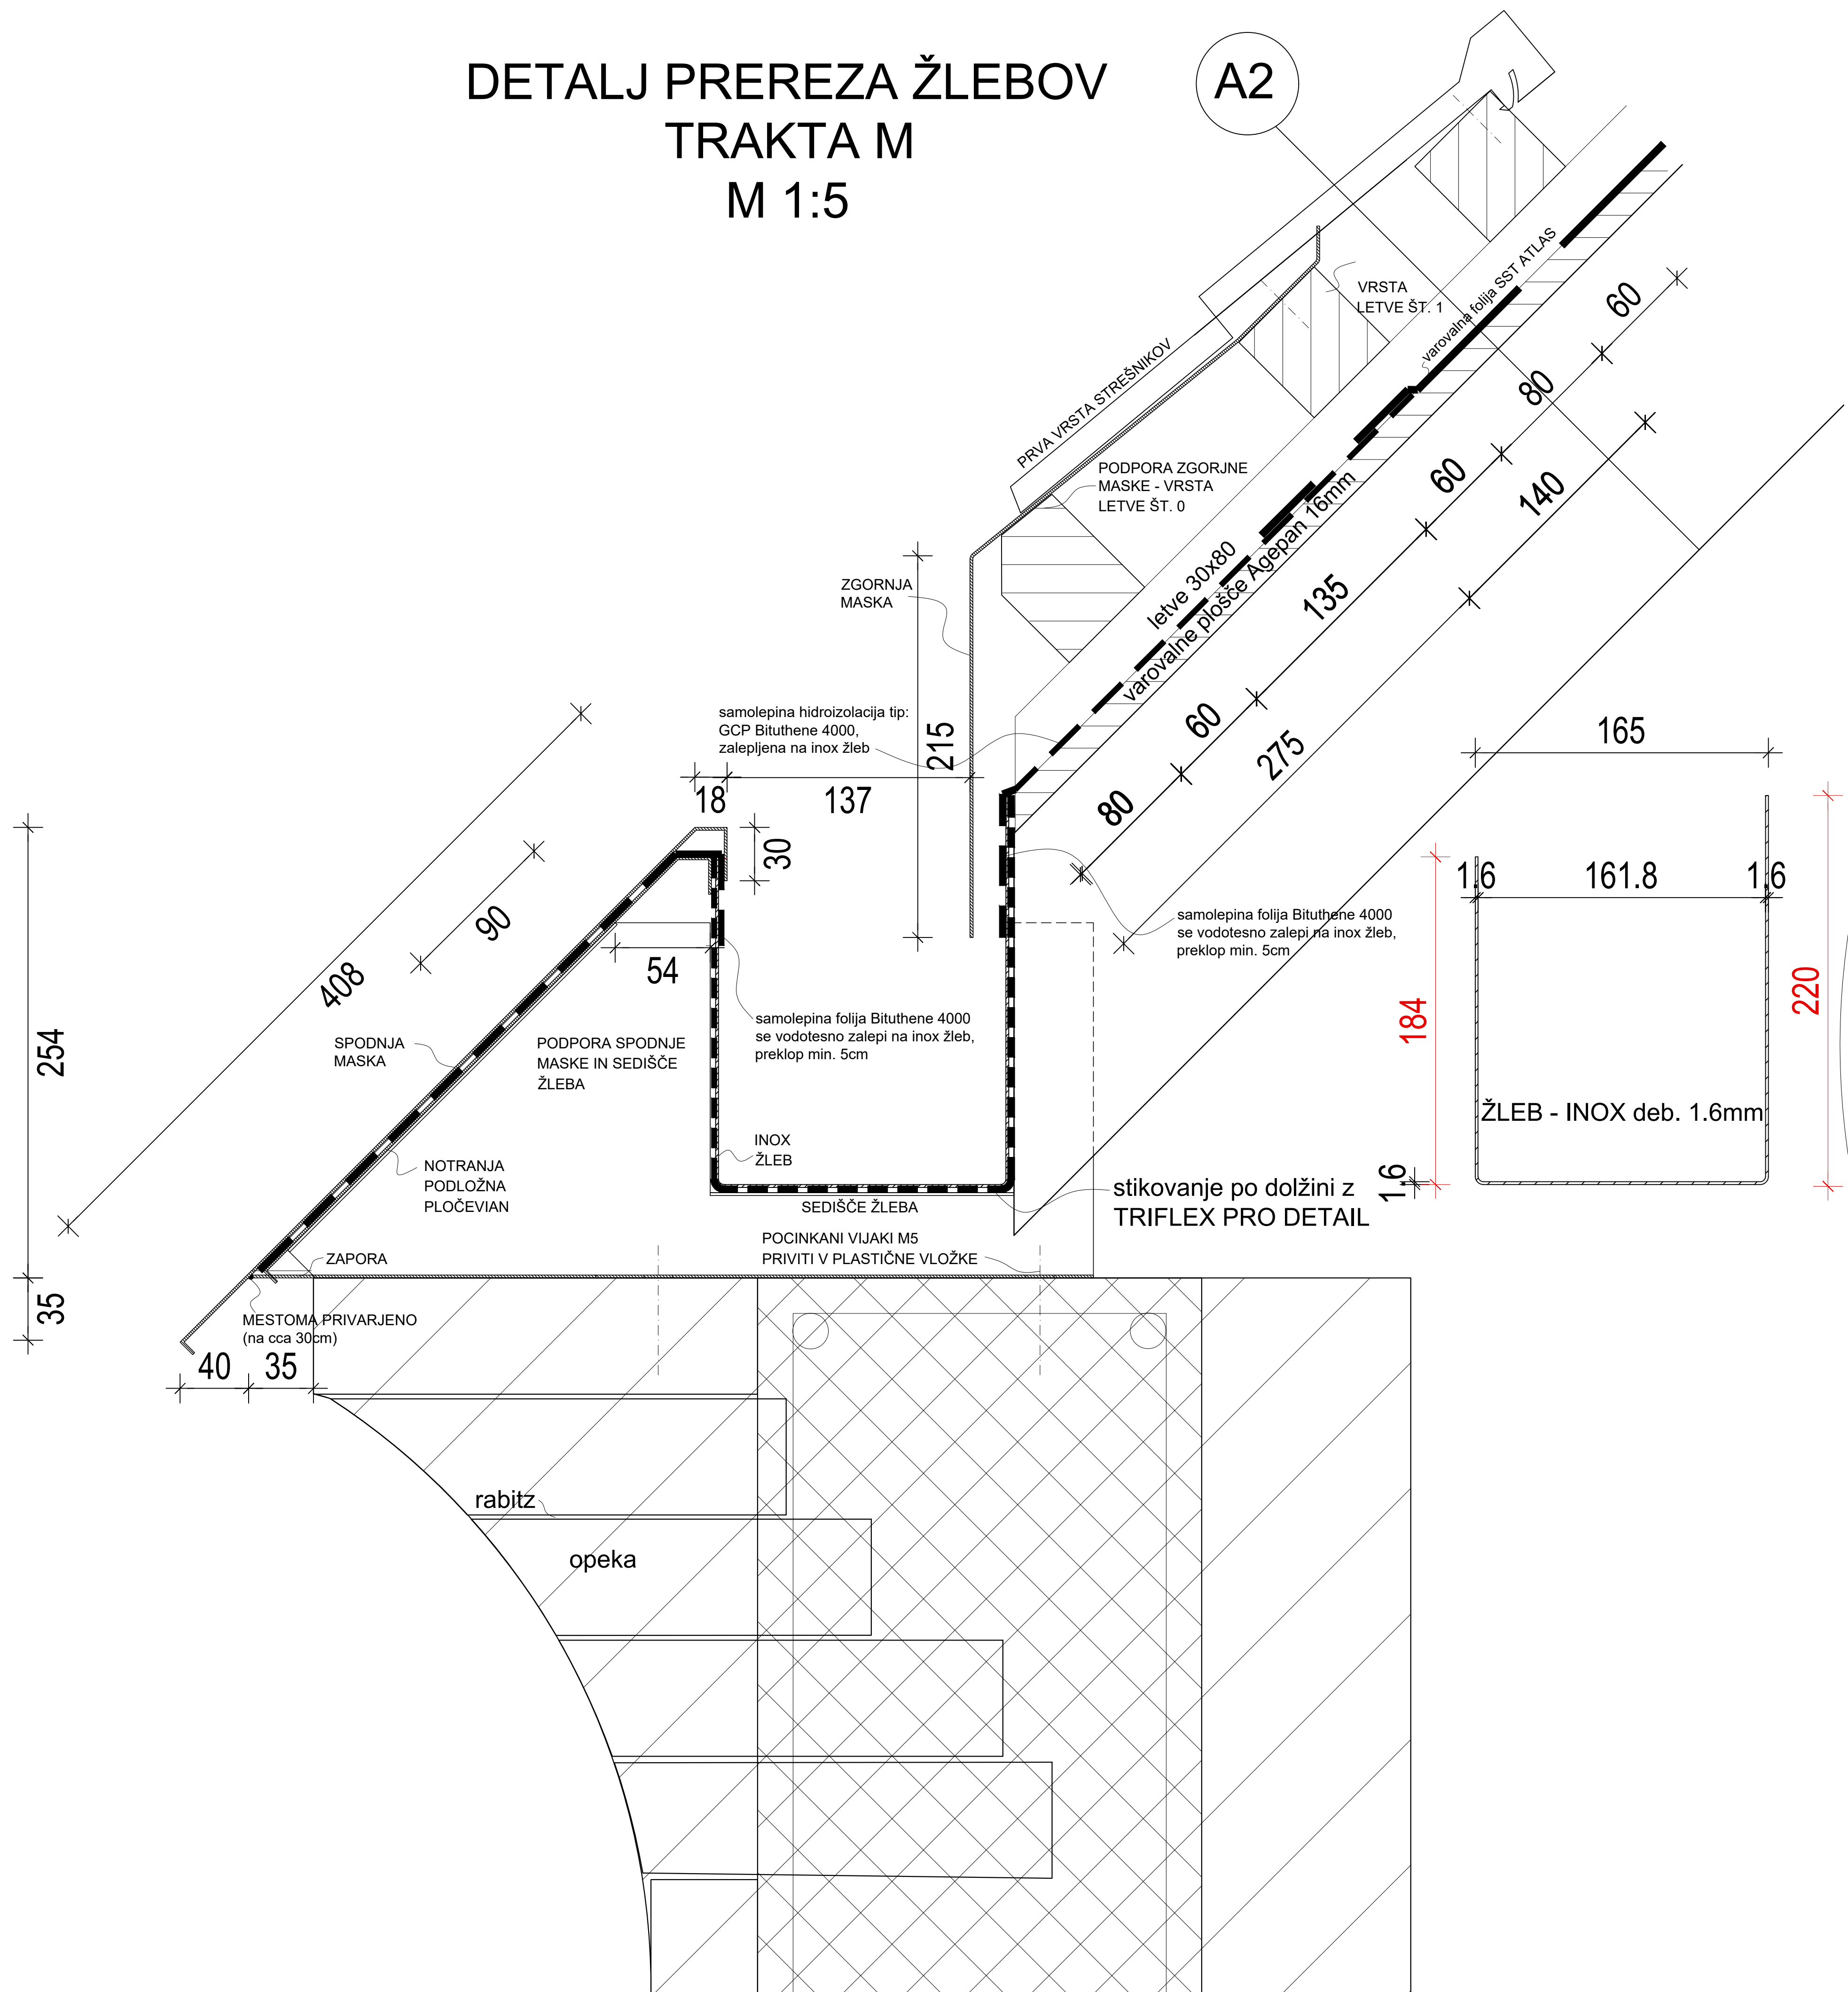 DETALJ PREREZA ŽLEBOV
TRAKTA M
M 1:5
A2
VRSTA
LETVE ŠT. 1
varovalna folija SST ATLAS
PRVA VRSTA STREŠNIKOV
PODPORA ZGORJNE
MASKE - VRSTA
LETVE ŠT. 0
letve 30x80
varovalne plošče Agepan 16mm
60
80
60
140
135
60
275
80
ZGORNJA
MASKA
samolepina hidroizolacija tip:
GCP Bituthene 4000,
zalepljena na inox žleb
215
18
137
30
90
408
54
254
35
samolepina folija Bituthene 4000
se vodotesno zalepi na inox žleb,
preklop min. 5cm
samolepina folija Bituthene 4000
se vodotesno zalepi na inox žleb,
preklop min. 5cm
SPODNJA
MASKA
PODPORA SPODNJE
MASKE IN SEDIŠČE
ŽLEBA
INOX
ŽLEB
NOTRANJA
PODLOŽNA
PLOČEVIAN
SEDIŠČE ŽLEBA
stikovanje po dolžini z
TRIFLEX PRO DETAIL
POCINKANI VIJAKI M5
PRIVITI V PLASTIČNE VLOŽKE
ZAPORA
MESTOMA PRIVARJENO
(na cca 30cm)
40
35
rabitz
opeka
165
1.6
161.8
1.6
184
220
1.6
ŽLEB - INOX deb. 1.6mm